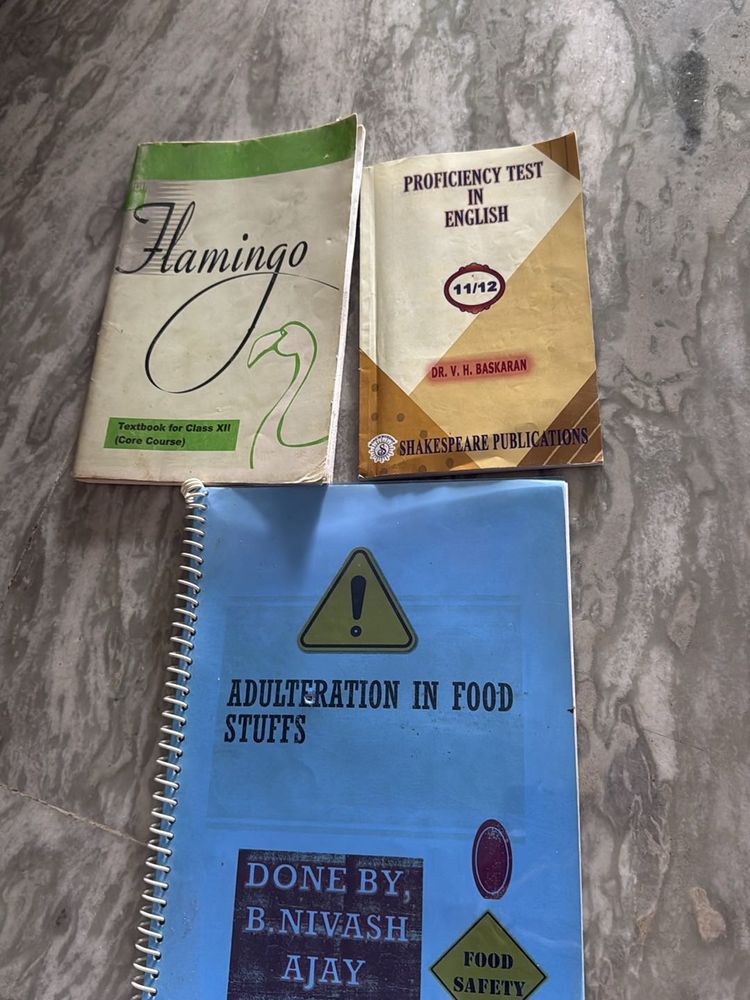 Flamingo
Textbook for Class XII
(Core Course)
PROFICIENCY TEST
IN
ENGLISH
11/12
DR. V. H. BASKARAN
S
SHAKESPEARE PUBLICATIONS
!
ADULTERATION IN FOOD
STUFFS
DONE BY,
B.NIVASH
AJAY
FOOD
SAFETY